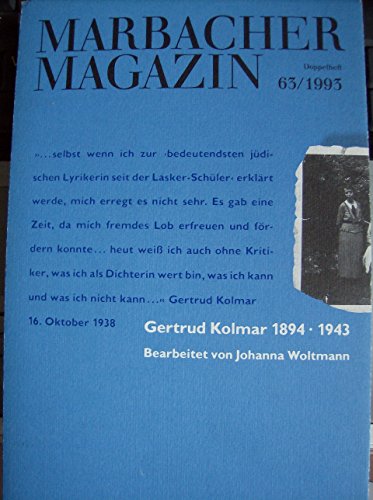 MARBACHER
MAGAZIN
Doppelheft
63/1993
»...selbst wenn ich zur ›bedeutendsten jüdi-
schen Lyrikerin seit der Lasker-Schüler‹ erklärt
werde, mich erregt es nicht sehr. Es gab eine
Zeit, da mich fremdes Lob erfreuen und för-
dern konnte... heut weiß ich auch ohne Kriti-
ker, was ich als Dichterin wert bin, was ich kann
und was ich nicht kann...« Gertrud Kolmar
16. Oktober 1938
Gertrud Kolmar 1894 · 1943
Bearbeitet von Johanna Woltmann